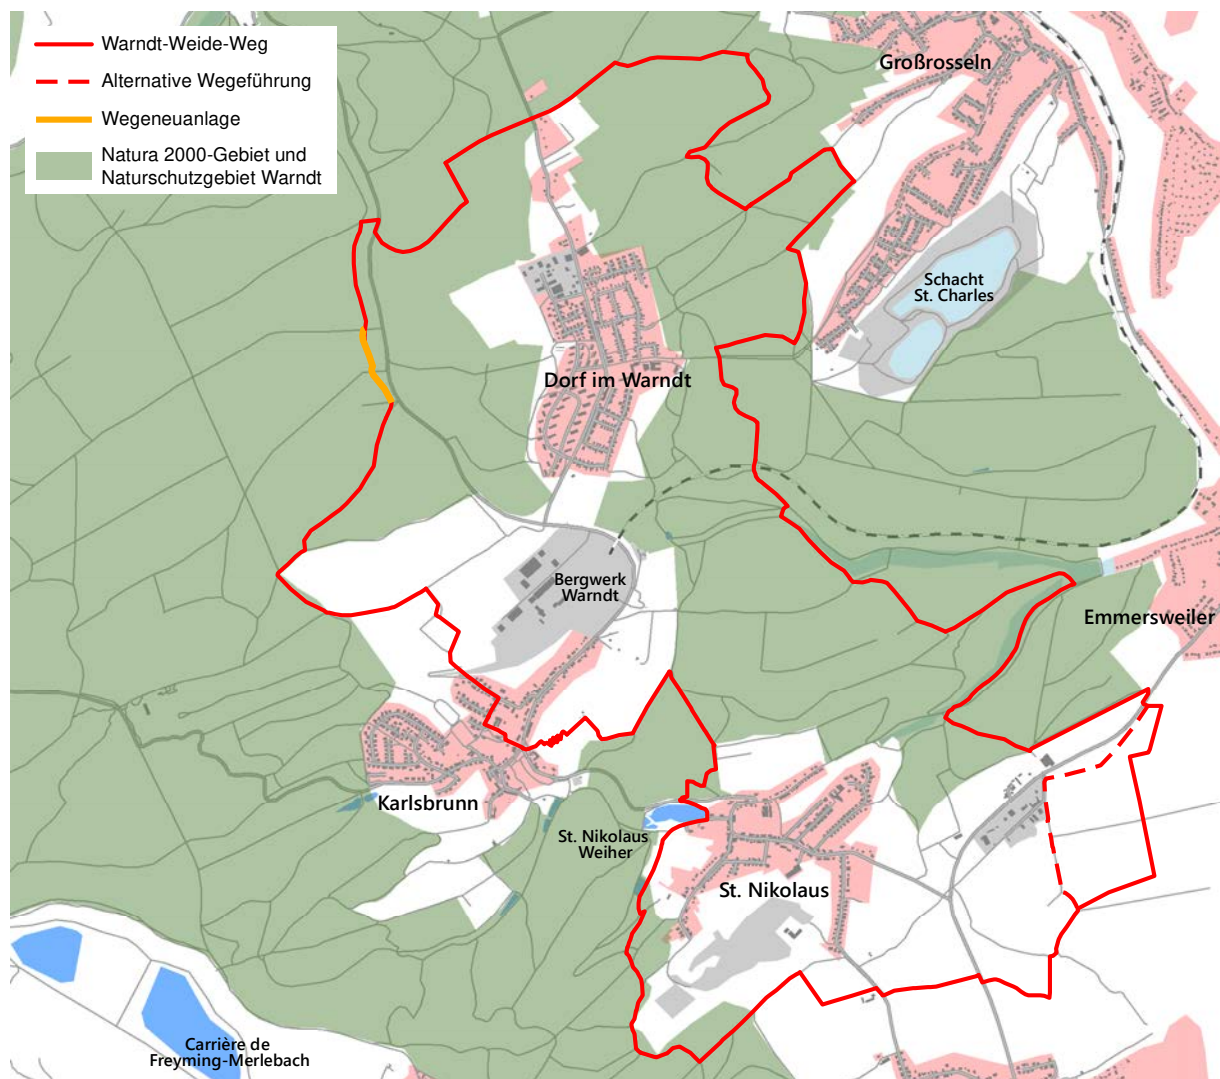 Warndt-Weide-Weg
Alternative Wegeführung
Wegeneuanlage
Natura 2000-Gebiet und
Naturschutzgebiet Warndt
Großrosseln
Schacht
St. Charles
Dorf im Warndt
Bergwerk
Warndt
Emmersweiler
Karlsbrunn
St. Nikolaus
Weiher
St. Nikolaus
Carrière de
Freyming-Merlebach